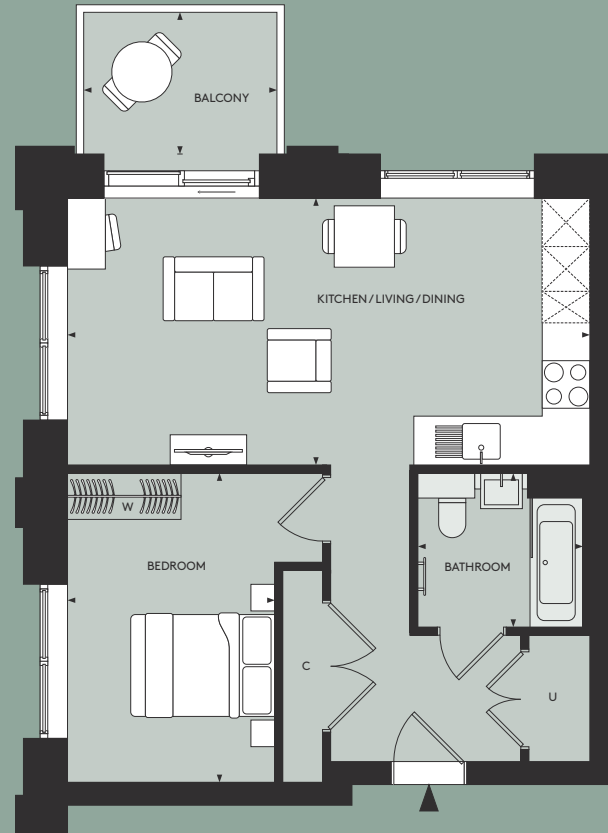 BALCONY
KITCHEN / LIVING / DINING
W
BEDROOM
BATHROOM
C
U